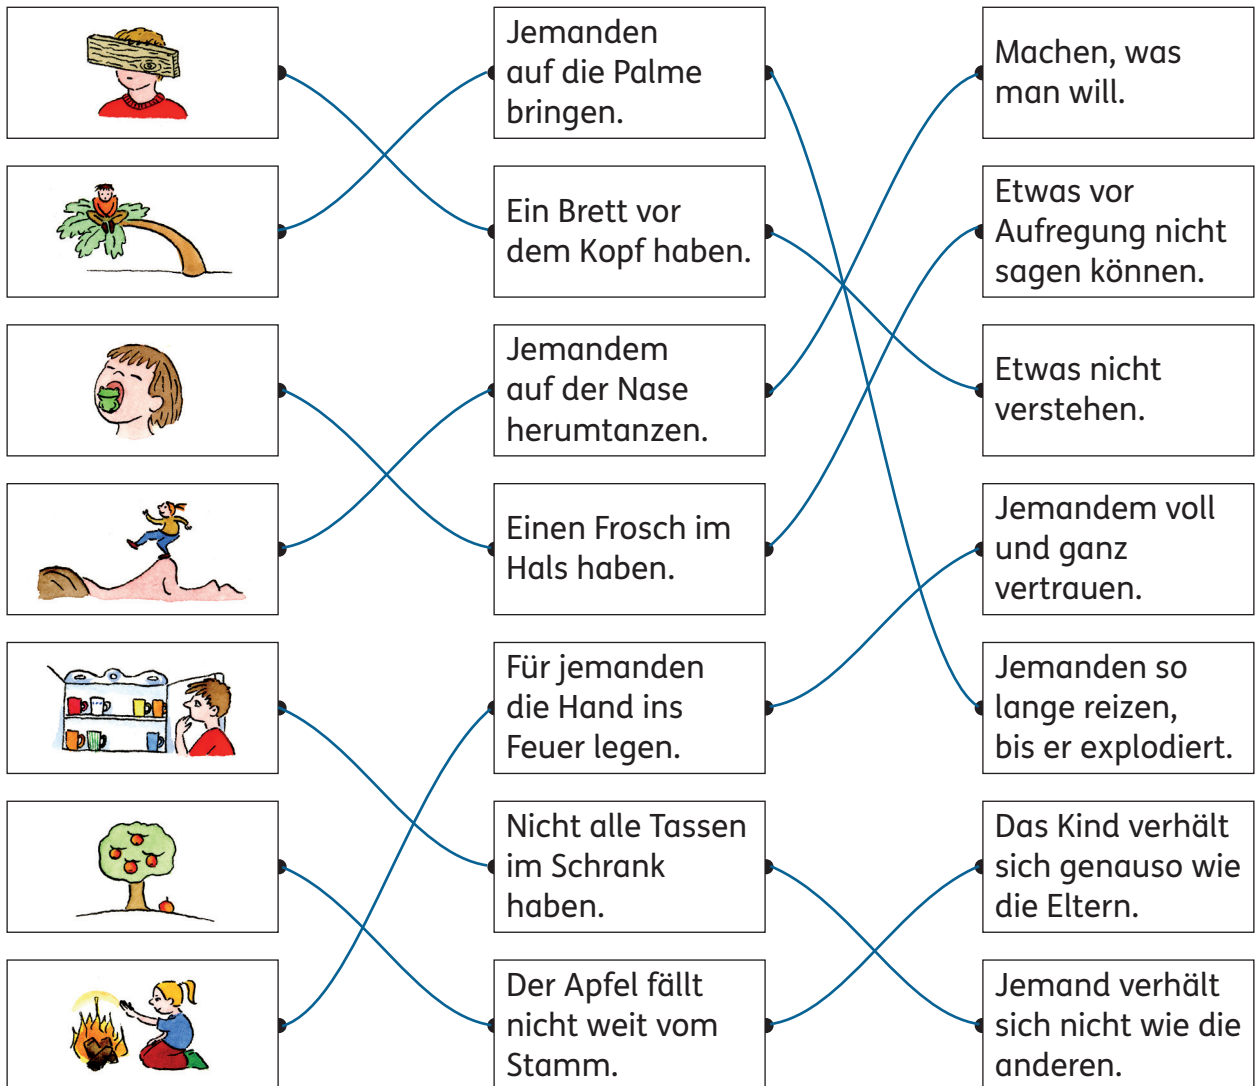 Jemanden
auf die Palme
bringen.
Ein Brett vor
dem Kopf haben.
Jemandem
auf der Nase
herumtanzen.
Einen Frosch im
Hals haben.
Für jemanden
die Hand ins
Feuer legen.
Nicht alle Tassen
im Schrank
haben.
Der Apfel fällt
nicht weit vom
Stamm.
Machen, was
man will.
Etwas vor
Aufregung nicht
sagen können.
Etwas nicht
verstehen.
Jemandem voll
und ganz
vertrauen.
Jemanden so
lange reizen,
bis er explodiert.
Das Kind verhält
sich genauso wie
die Eltern.
Jemand verhält
sich nicht wie die
anderen.